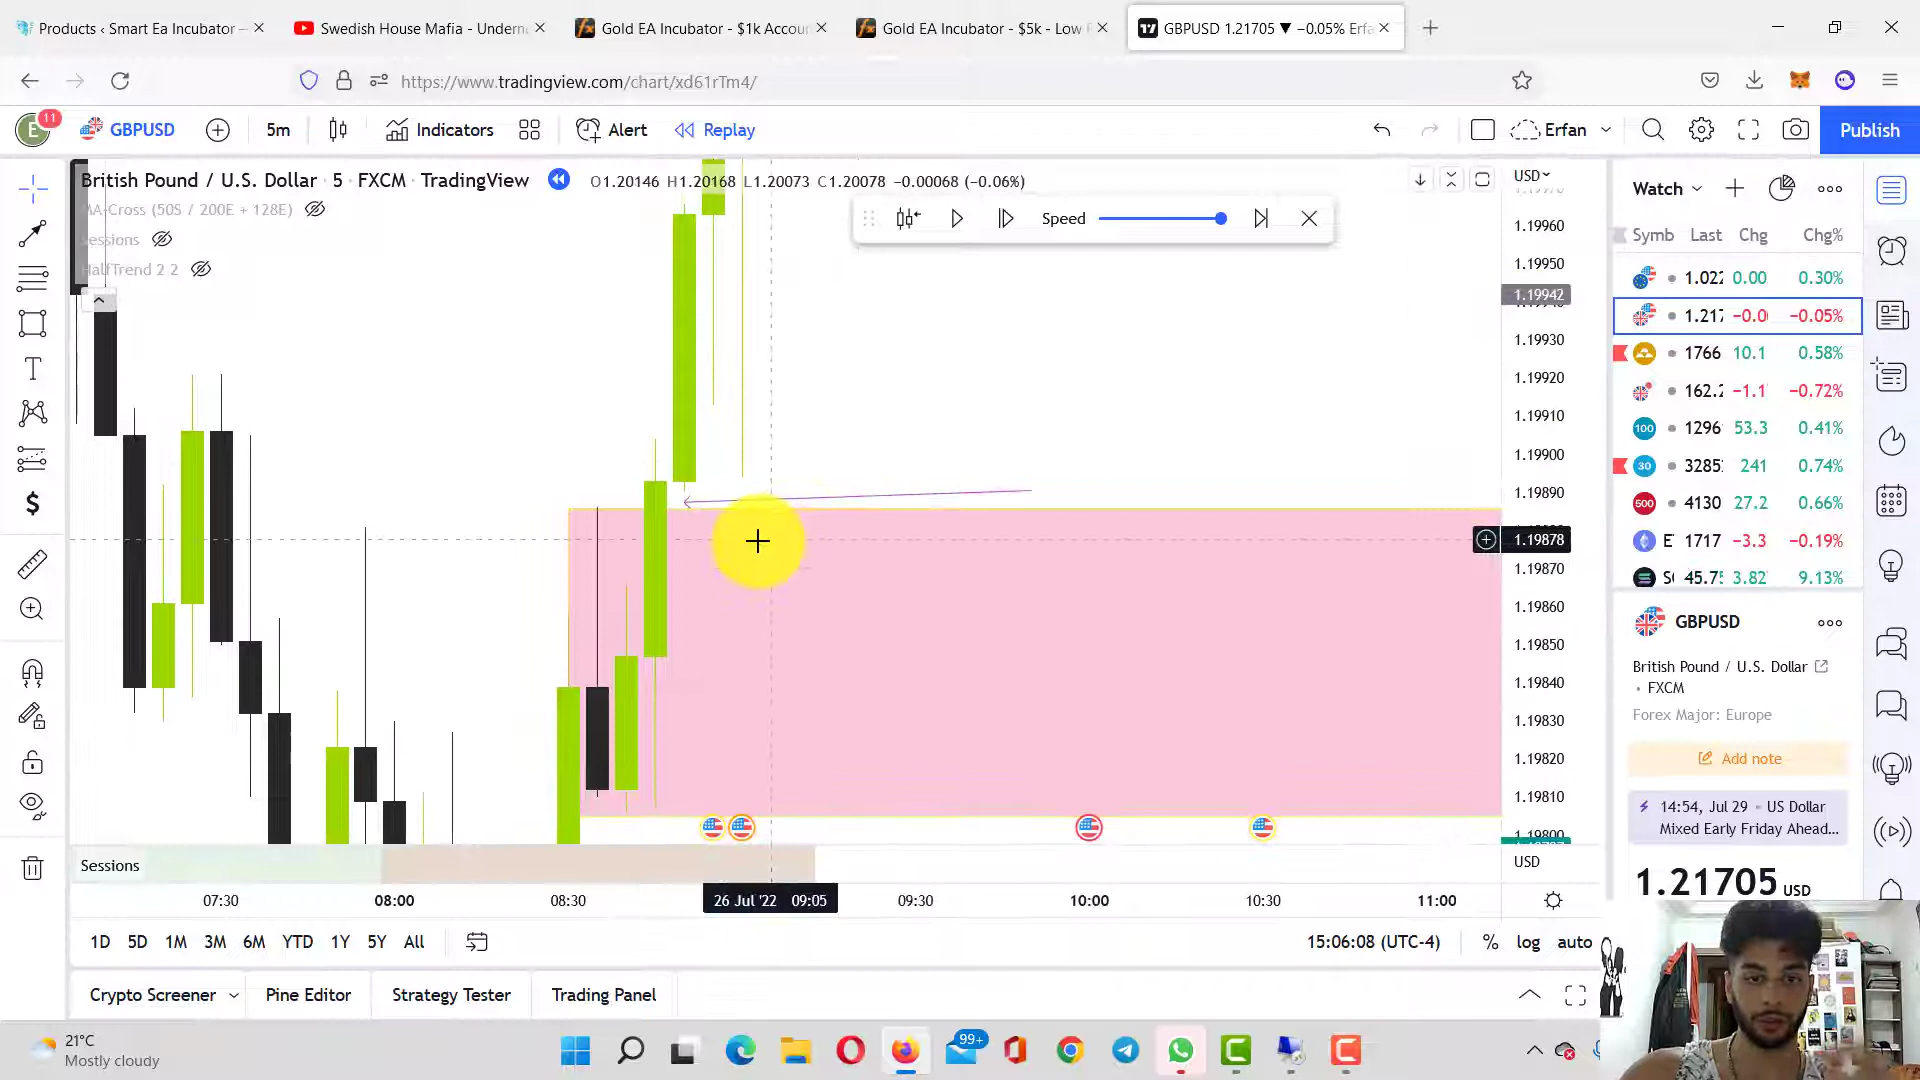 Products ‹ Smart Ea Incubator —
Swedish House Mafia - Undern
Gold EA Incubator - $1k Accour
Gold EA Incubator - $5k - Low
GBPUSD 1.21705 ▼ −0.05% Erfa
https://www.tradingview.com/chart/xd61rTm4/
E
11
GBPUSD
5m
Indicators
Alert
Replay
Erfan
Publish
British Pound / U.S. Dollar · 5 · FXCM · TradingView
O1.20146 H1.20168 L1.20073 C1.20078 −0.00068 (−0.06%)
MA-Cross (50S / 200E + 128E)
Sessions
HalfTrend 2 2
Speed
USD
1.19960
1.19950
1.19942
1.19930
1.19920
1.19910
1.19900
1.19890
1.19878
1.19870
1.19860
1.19850
1.19840
1.19830
1.19820
1.19810
1.19800
USD
Watch
Symb Last Chg Chg%
1.022 0.00 0.30%
1.217 −0.0 −0.05%
1766 10.1 0.58%
162.2 −1.1 −0.72%
100 1296 53.3 0.41%
30 3285 241 0.74%
500 4130 27.2 0.66%
E 1717 −3.3 −0.19%
S 45.75 3.82 9.13%
GBPUSD
British Pound / U.S. Dollar
• FXCM
Forex Major: Europe
Add note
14:54, Jul 29 US Dollar
Mixed Early Friday Ahead...
1.21705 USD
Sessions
07:30 08:00 08:30 26 Jul '22 09:05 09:30 10:00 10:30 11:00
1D 5D 1M 3M 6M YTD 1Y 5Y All
15:06:08 (UTC-4) % log auto
Crypto Screener Pine Editor Strategy Tester Trading Panel
21°C
Mostly cloudy
99+